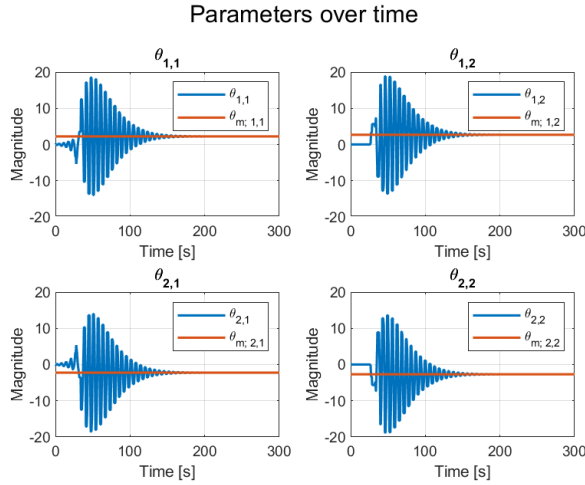 Parameters over time
θ1,1
20
10
0
-10
-20
Magnitude
0 100 200 300
Time [s]
θ1,1
θm; 1,1
θ1,2
20
10
0
-10
-20
Magnitude
0 100 200 300
Time [s]
θ1,2
θm; 1,2
θ2,1
20
10
0
-10
-20
Magnitude
0 100 200 300
Time [s]
θ2,1
θm; 2,1
θ2,2
20
10
0
-10
-20
Magnitude
0 100 200 300
Time [s]
θ2,2
θm; 2,2